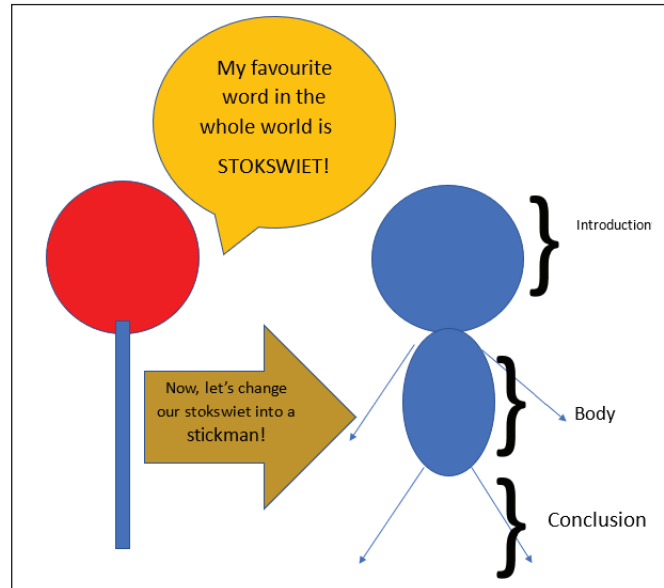 My favourite
word in the
whole world is
STOKSWIET!
Introduction
Now, let's change
our stokswiet into a
stickman!
Body
Conclusion